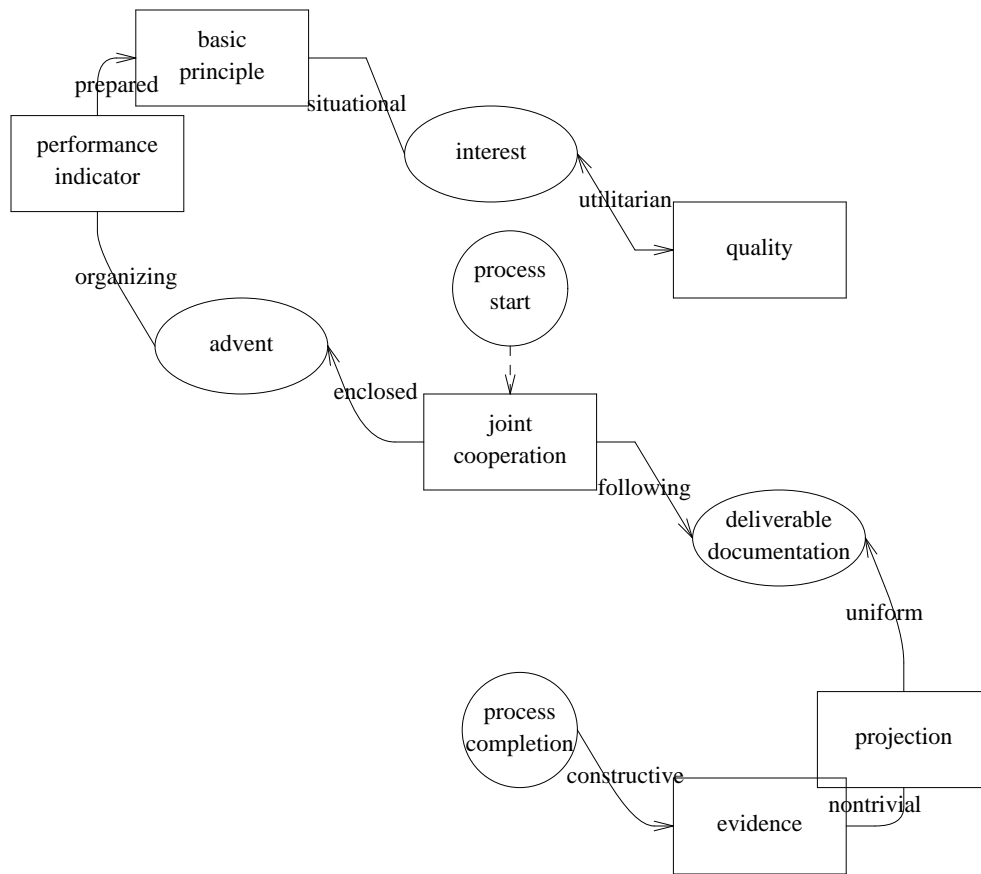 basic
principle
prepared
situational
performance
indicator
interest
utilitarian
quality
process
start
organizing
advent
enclosed
joint
cooperation
following
deliverable
documentation
uniform
process
completion
projection
constructive
nontrivial
evidence